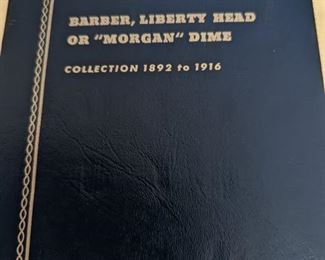 BARBER, LIBERTY HEAD
OR "MORGAN" DIME
COLLECTION 1892 to 1916